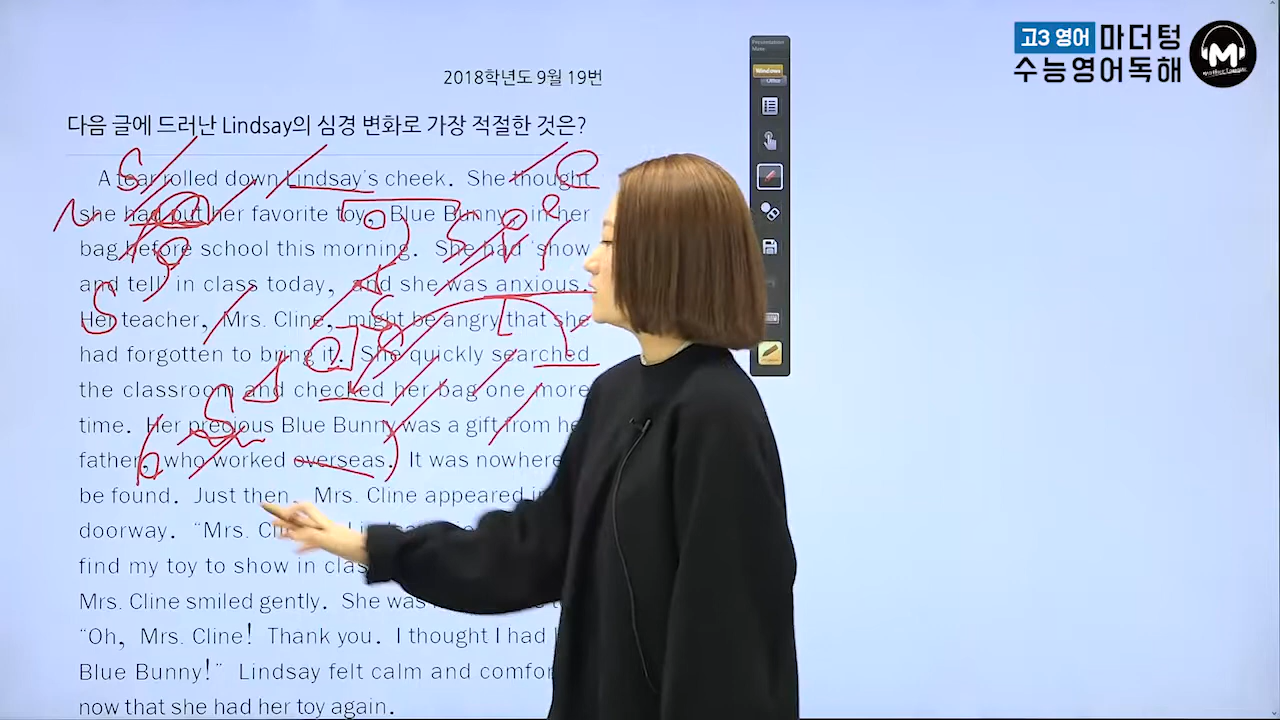 고3 영어 마더텅
수능영어독해
M
Mother Tongue
Presentation
Menu
Windows
Office
2018학년도 9월 19번
다음 글에 드러난 Lindsay의 심경 변화로 가장 적절한 것은?
A tear rolled down Lindsay's cheek. She thought
she had put her favorite toy, Blue Bunny, in her
bag before school this morning. She had 'show
and tell' in class today, and she was anxious.
Her teacher, Mrs. Cline, might be angry that she
had forgotten to bring it. She quickly searched
the classroom and checked her bag one more
time. Her precious Blue Bunny was a gift from
father, who worked overseas. It was nowhere
be found. Just then, Mrs. Cline appeared
doorway. "Mrs.
find my toy to show in
Mrs. Cline smiled gently. She was
"Oh, Mrs. Cline! Thank you. I thought I had
Blue Bunny!" Lindsay felt calm and
now that she had her toy again.